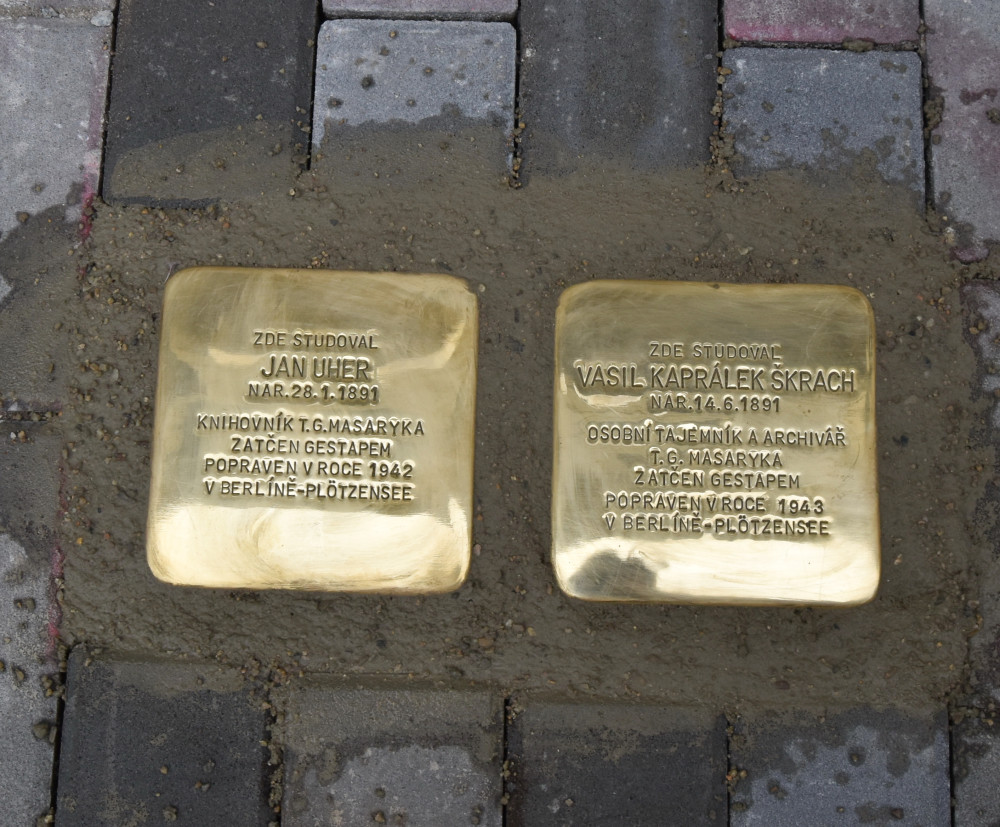 ZDE STUDOVAL
JAN UHER
NAR.28.1.1891
KNIHOVNÍK T.G.MASARYKA
ZATČEN GESTAPEM
POPRAVEN V ROCE 1942
V BERLÍNĚ-PLÖTZENSEE
ZDE STUDOVAL
VASIL KAPRÁLEK ŠKRACH
NAR.14.6.1891
OSOBNÍ TAJEMNÍK A ARCHIVÁŘ
T.G. MASARYKA
ZATČEN GESTAPEM
POPRAVEN V ROCE 1943
V BERLÍNĚ-PLÖTZENSEE